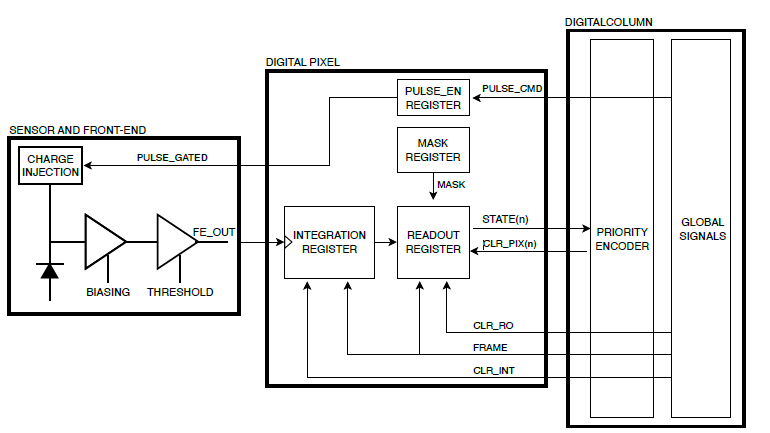 DIGITALCOLUMN
DIGITAL PIXEL
PULSE_EN
REGISTER
PULSE_CMD
SENSOR AND FRONT-END
CHARGE
INJECTION
PULSE_GATED
MASK
REGISTER
MASK
FE_OUT
INTEGRATION
REGISTER
READOUT
REGISTER
STATE(n)
CLR_PIX(n)
PRIORITY
ENCODER
GLOBAL
SIGNALS
BIASING
THRESHOLD
CLR_RO
FRAME
CLR_INT